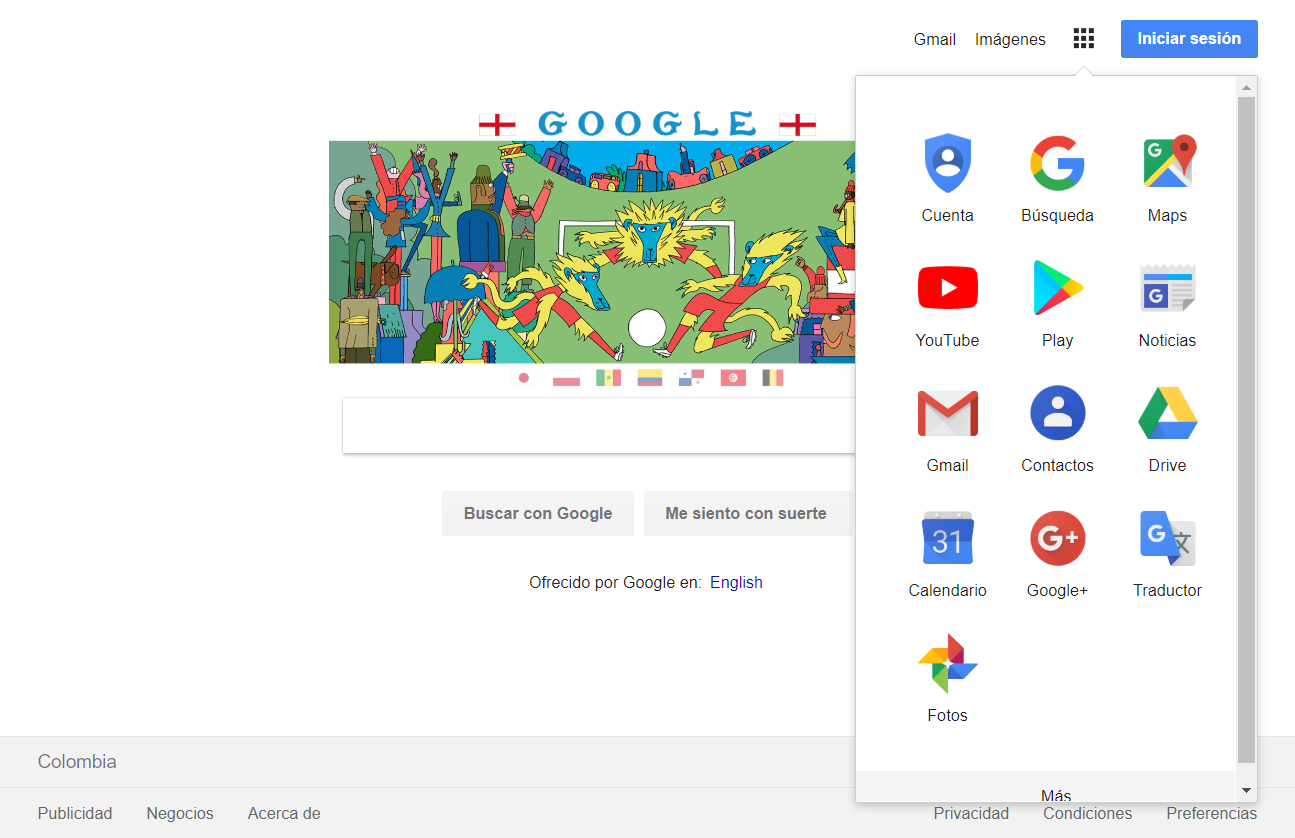 Gmail Imágenes Iniciar sesión
GOOGLE
Cuenta Búsqueda Maps
YouTube Play Noticias
Gmail Contactos Drive
31 G+
Calendario Google+ Traductor
Fotos
Más
Buscar con Google Me siento con suerte
Ofrecido por Google en: English
Colombia
Publicidad Negocios Acerca de Privacidad Condiciones Preferencias